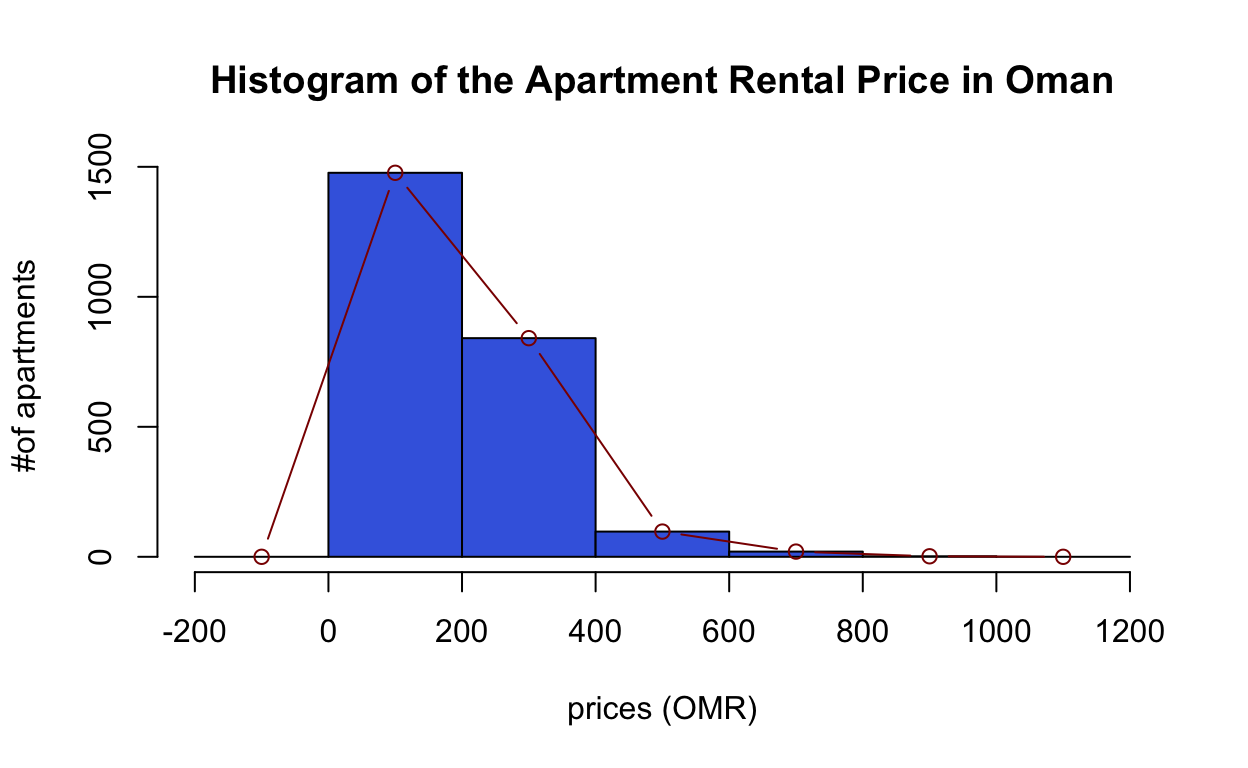 Histogram of the Apartment Rental Price in Oman
#of apartments
1500
1000
500
0
-200 0 200 400 600 800 1000 1200
prices (OMR)